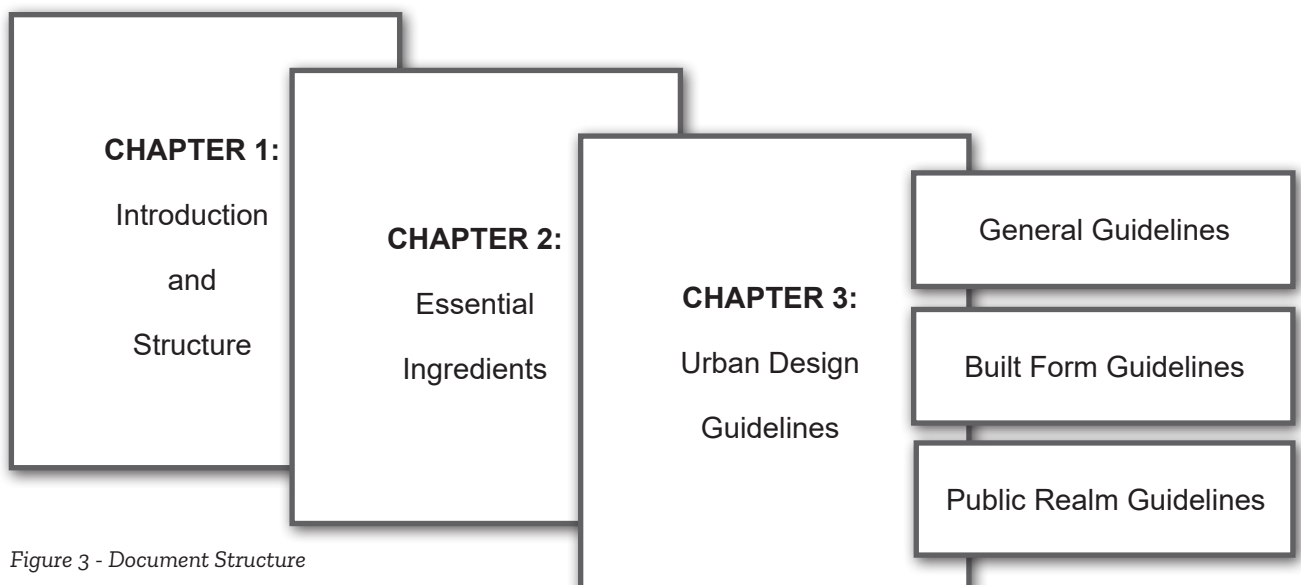 CHAPTER 1:
Introduction
and
Structure
CHAPTER 2:
Essential
Ingredients
CHAPTER 3:
Urban Design
Guidelines
General Guidelines
Built Form Guidelines
Public Realm Guidelines
Figure 3 - Document Structure